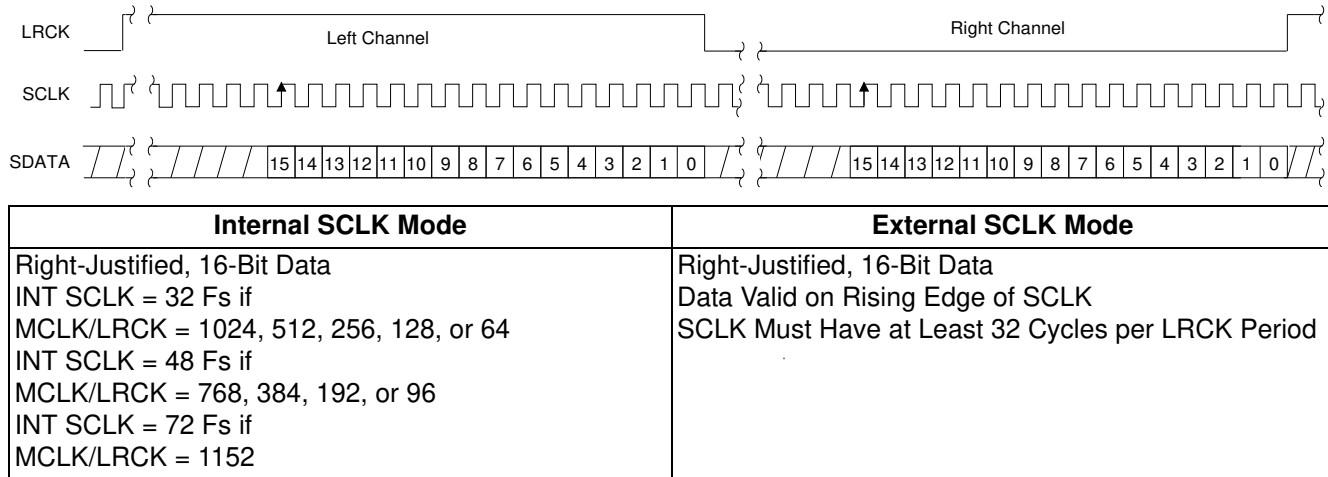 LRCK
Left Channel
Right Channel
SCLK
SDATA
15 14 13 12 11 10 9 8 7 6 5 4 3 2 1 0
15 14 13 12 11 10 9 8 7 6 5 4 3 2 1 0
Internal SCLK Mode
External SCLK Mode
Right-Justified, 16-Bit Data
INT SCLK = 32 Fs if
MCLK/LRCK = 1024, 512, 256, 128, or 64
INT SCLK = 48 Fs if
MCLK/LRCK = 768, 384, 192, or 96
INT SCLK = 72 Fs if
MCLK/LRCK = 1152
Right-Justified, 16-Bit Data
Data Valid on Rising Edge of SCLK
SCLK Must Have at Least 32 Cycles per LRCK Period